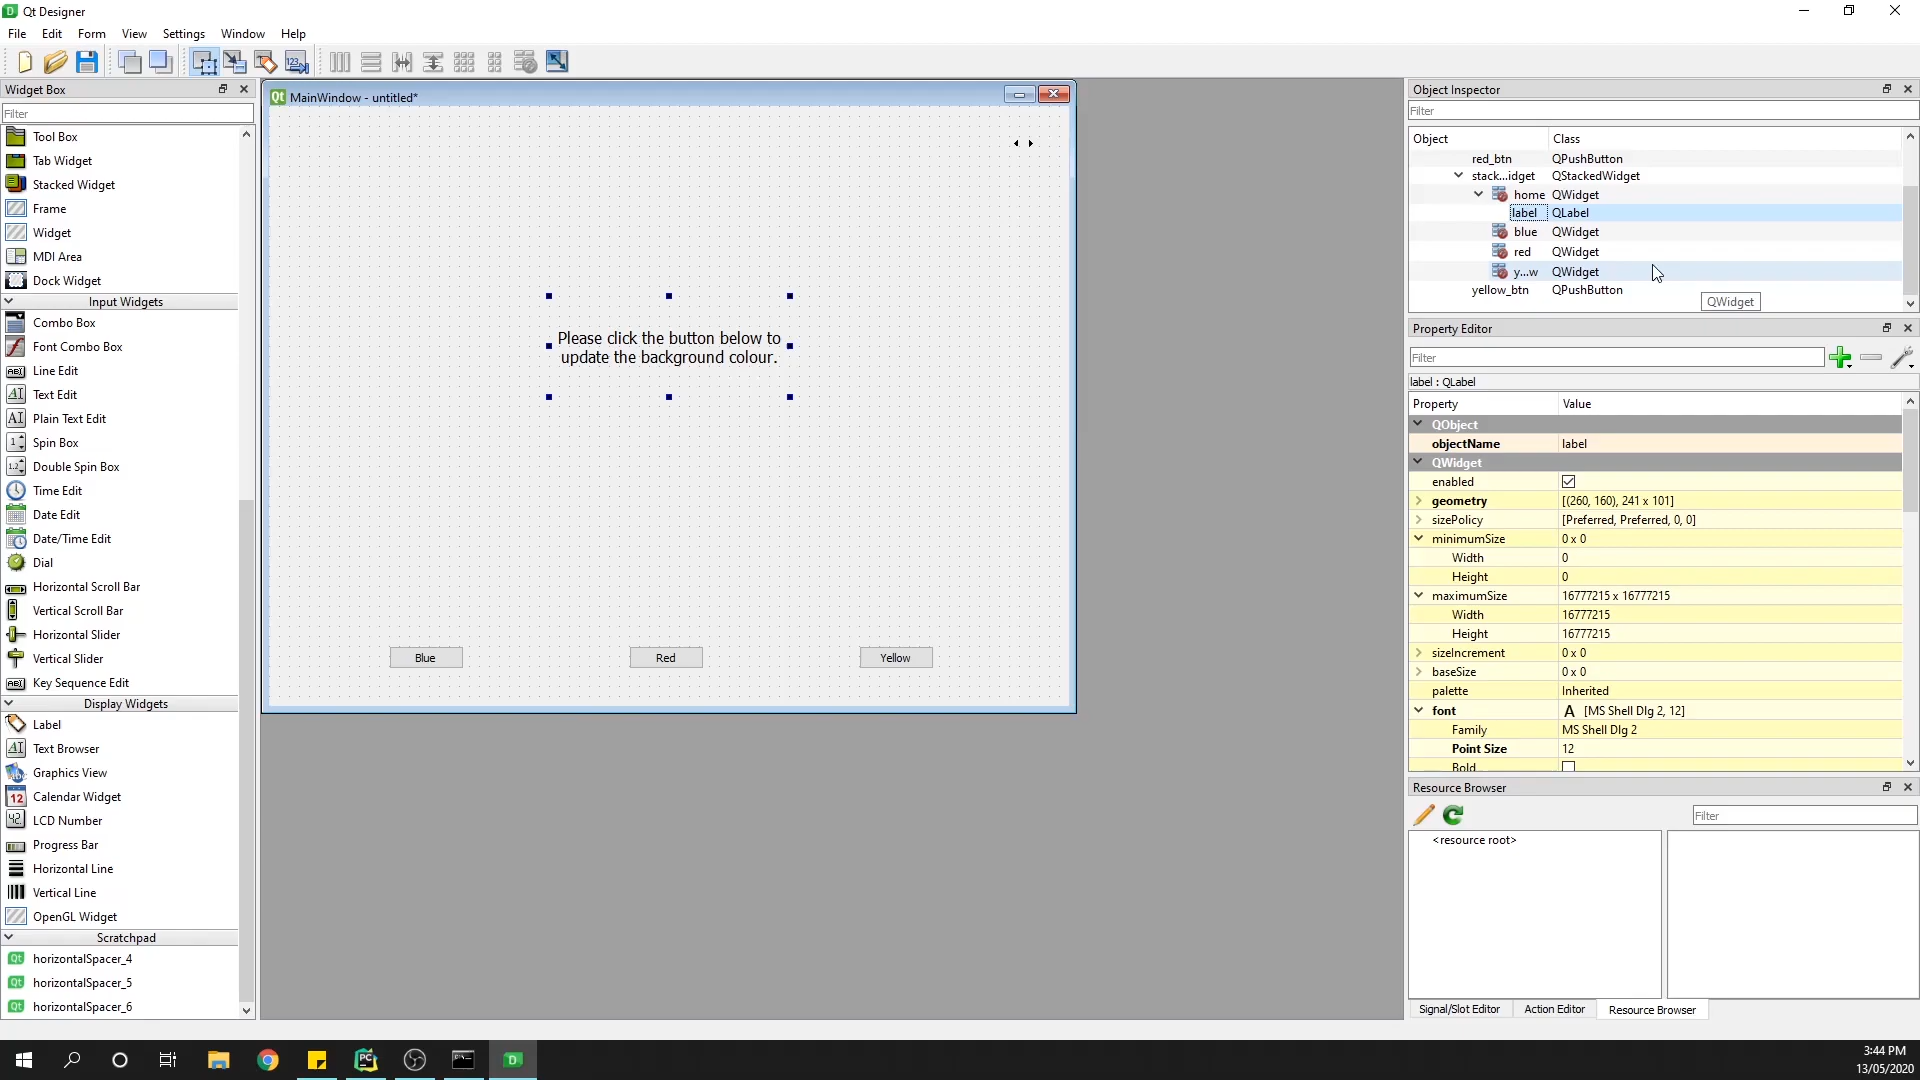 Qt Designer
File Edit Form View Settings Window Help
Widget Box
Filter
Tool Box
Tab Widget
Stacked Widget
Frame
Widget
MDI Area
Dock Widget
Input Widgets
Combo Box
Font Combo Box
Line Edit
Text Edit
Plain Text Edit
Spin Box
Double Spin Box
Time Edit
Date Edit
Date/Time Edit
Dial
Horizontal Scroll Bar
Vertical Scroll Bar
Horizontal Slider
Vertical Slider
Key Sequence Edit
Display Widgets
Label
Text Browser
Graphics View
Calendar Widget
LCD Number
Progress Bar
Horizontal Line
Vertical Line
OpenGL Widget
Scratchpad
horizontalSpacer_4
horizontalSpacer_5
horizontalSpacer_6
MainWindow - untitled*
Please click the button below to
update the background colour.
Blue Red Yellow
Object Inspector
Filter
Object Class
red_btn QPushButton
stack...idget QStackedWidget
home QWidget
label QLabel
blue QWidget
red QWidget
y...w QWidget
yellow_btn QPushButton
QWidget
Property Editor
Filter
label : QLabel
Property Value
QObject
objectName label
QWidget
enabled
geometry [(260, 160), 241 x 101]
sizePolicy [Preferred, Preferred, 0, 0]
minimumSize 0 x 0
Width 0
Height 0
maximumSize 16777215 x 16777215
Width 16777215
Height 16777215
sizeIncrement 0 x 0
baseSize 0 x 0
palette Inherited
font A [MS Shell Dlg 2, 12]
Family MS Shell Dlg 2
Point Size 12
Bold
Resource Browser
Filter
<resource root>
Signal/Slot Editor Action Editor Resource Browser
3:44 PM
13/05/2020